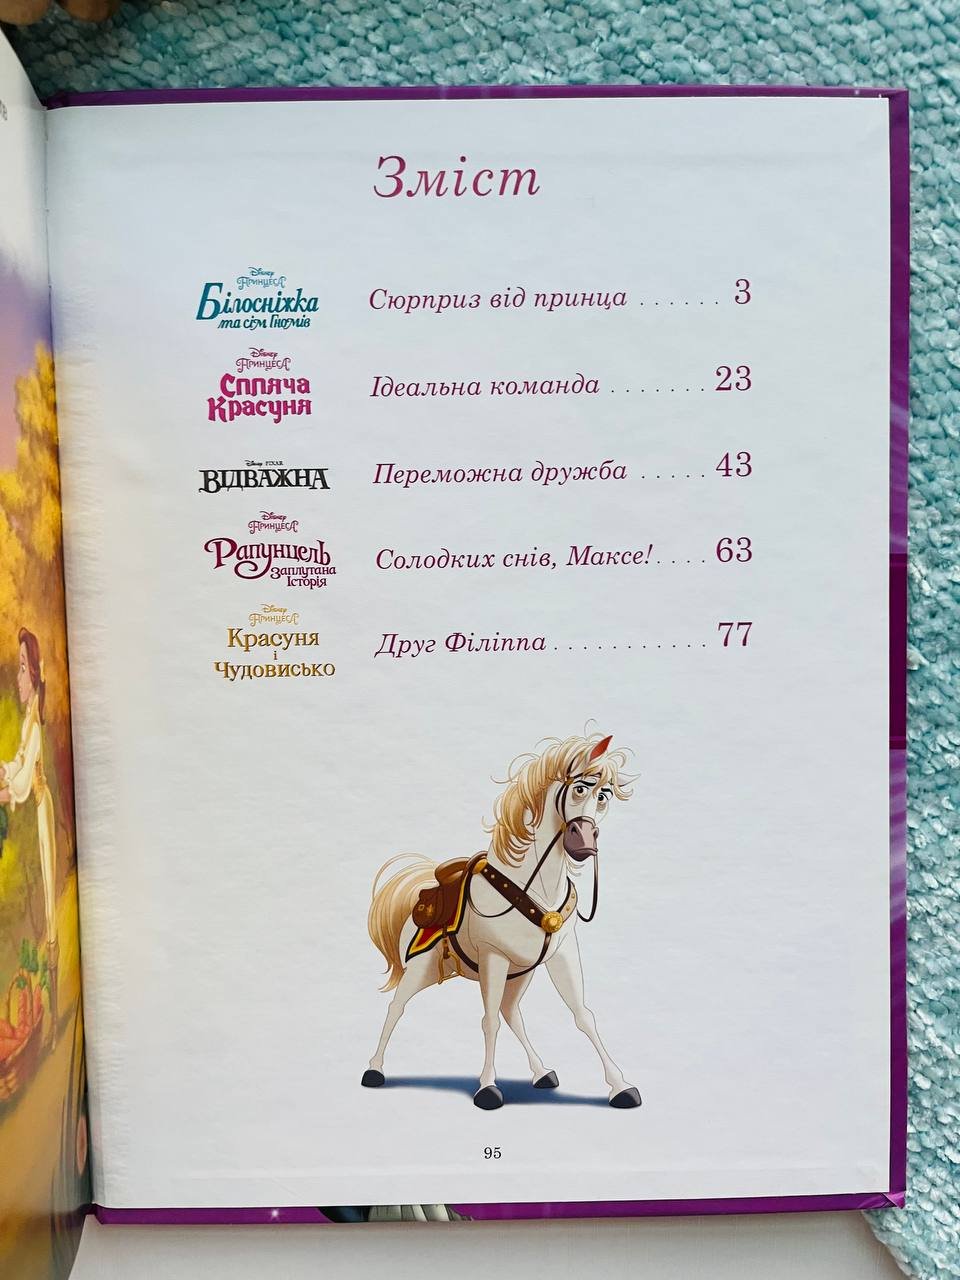 Зміст
Disney
Принцеса
Білосніжка
та сім Гномів
Сюрприз від принца . . . . . . 3
Disney
Принцеса
Спляча
Красуня
Ідеальна команда . . . . . . . 23
Disney PIXAR
ВІДВАЖНА
Переможна дружба . . . . . 43
Disney
Принцеса
Рапунцель
Заплутана
Історія
Солодких снів, Максе! . . . . 63
Disney
Принцеса
Красуня
і
Чудовисько
Друг Філіппа . . . . . . . . . . . . 77
95